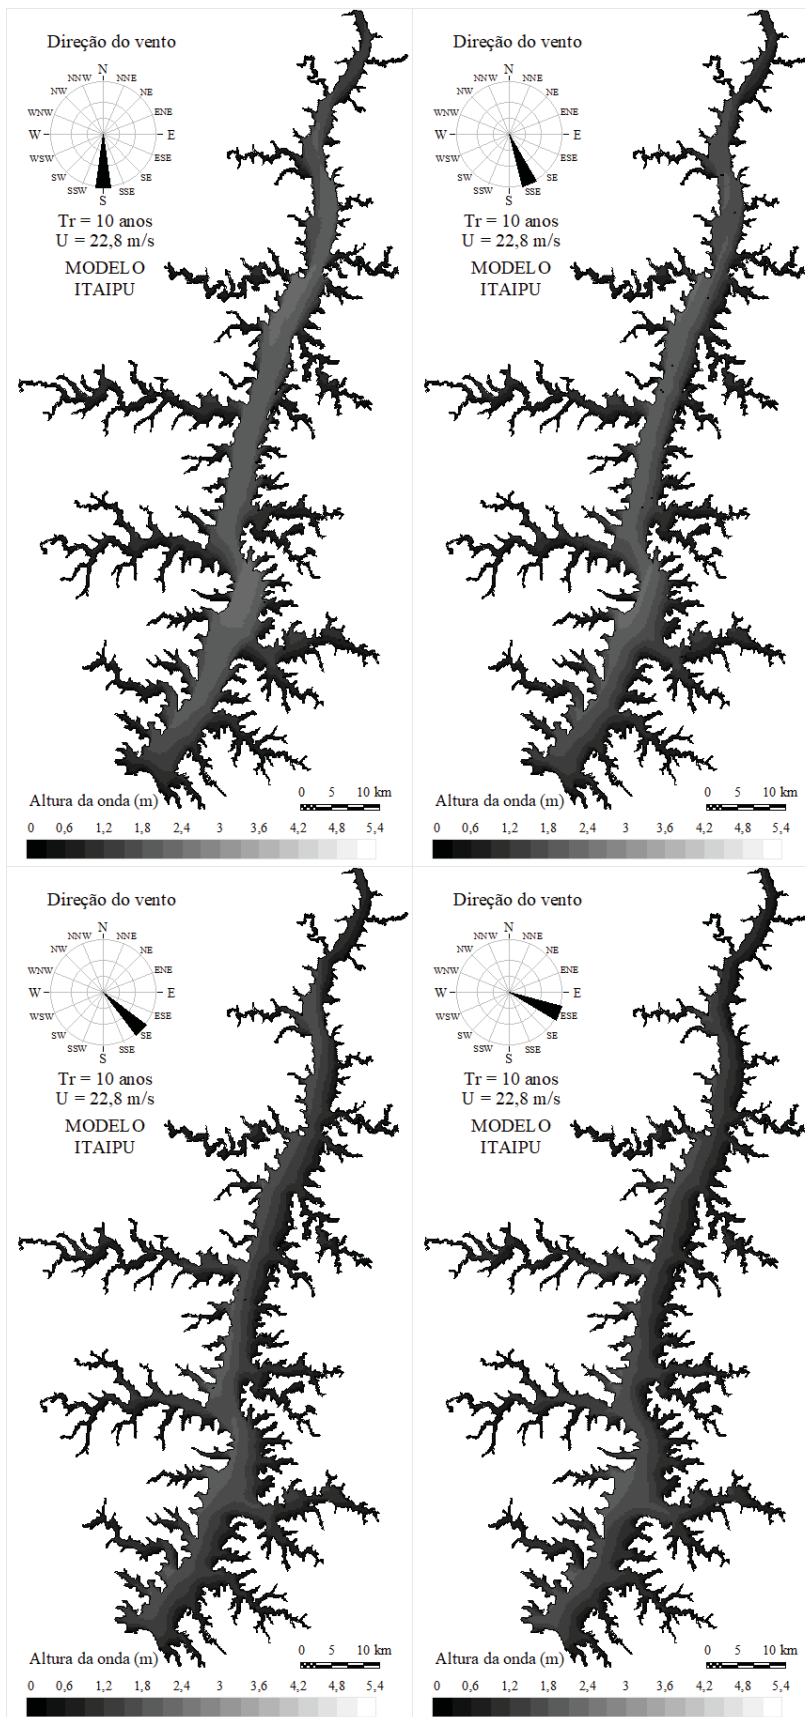 Direção do vento
N
NNW NNE
NW NE
WNW ENE
W E
WSW ESE
SW SE
SSW SSE
S
Tr = 10 anos
U = 22,8 m/s
MODELO
ITAIPU
Altura da onda (m)
0 5 10 km
0 0,6 1,2 1,8 2,4 3 3,6 4,2 4,8 5,4
Direção do vento
N
NNW NNE
NW NE
WNW ENE
W E
WSW ESE
SW SE
SSW SSE
S
Tr = 10 anos
U = 22,8 m/s
MODELO
ITAIPU
Altura da onda (m)
0 5 10 km
0 0,6 1,2 1,8 2,4 3 3,6 4,2 4,8 5,4
Direção do vento
N
NNW NNE
NW NE
WNW ENE
W E
WSW ESE
SW SE
SSW SSE
S
Tr = 10 anos
U = 22,8 m/s
MODELO
ITAIPU
Altura da onda (m)
0 5 10 km
0 0,6 1,2 1,8 2,4 3 3,6 4,2 4,8 5,4
Direção do vento
N
NNW NNE
NW NE
WNW ENE
W E
WSW ESE
SW SE
SSW SSE
S
Tr = 10 anos
U = 22,8 m/s
MODELO
ITAIPU
Altura da onda (m)
0 5 10 km
0 0,6 1,2 1,8 2,4 3 3,6 4,2 4,8 5,4